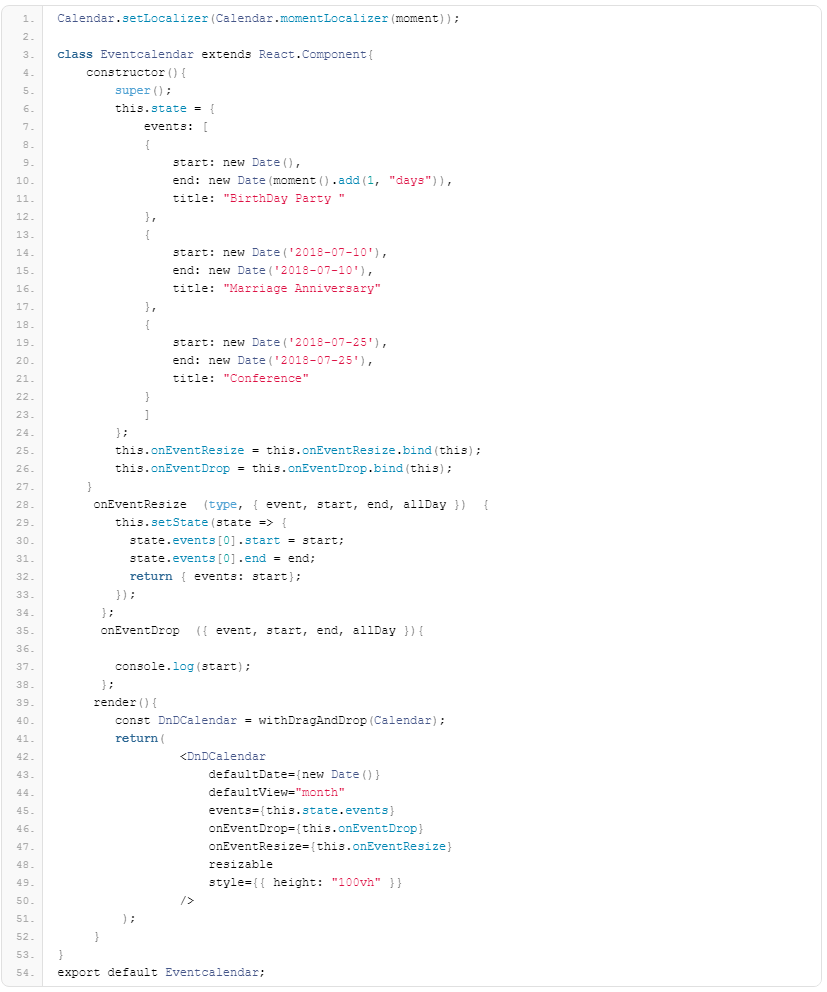 1. Calendar.setLocalizer(Calendar.momentLocalizer(moment));
2.
3. class Eventcalendar extends React.Component{
4.     constructor(){
5.         super();
6.         this.state = {
7.             events: [
8.             {
9.                 start: new Date(),
10.                 end: new Date(moment().add(1, "days")),
11.                 title: "BirthDay Party "
12.             },
13.             {
14.                 start: new Date('2018-07-10'),
15.                 end: new Date('2018-07-10'),
16.                 title: "Marriage Anniversary"
17.             },
18.             {
19.                 start: new Date('2018-07-25'),
20.                 end: new Date('2018-07-25'),
21.                 title: "Conference"
22.             }
23.             ]
24.         };
25.         this.onEventResize = this.onEventResize.bind(this);
26.         this.onEventDrop = this.onEventDrop.bind(this);
27.     }
28.      onEventResize  (type, { event, start, end, allDay })  {
29.         this.setState(state => {
30.           state.events[0].start = start;
31.           state.events[0].end = end;
32.           return { events: start};
33.         });
34.       };
35.       onEventDrop  ({ event, start, end, allDay }){
36.
37.         console.log(start);
38.       };
39.      render(){
40.         const DnDCalendar = withDragAndDrop(Calendar);
41.         return(
42.                  <DnDCalendar
43.                      defaultDate={new Date()}
44.                      defaultView="month"
45.                      events={this.state.events}
46.                      onEventDrop={this.onEventDrop}
47.                      onEventResize={this.onEventResize}
48.                      resizable
49.                      style={{ height: "100vh" }}
50.                  />
51.          );
52.      }
53. }
54. export default Eventcalendar;